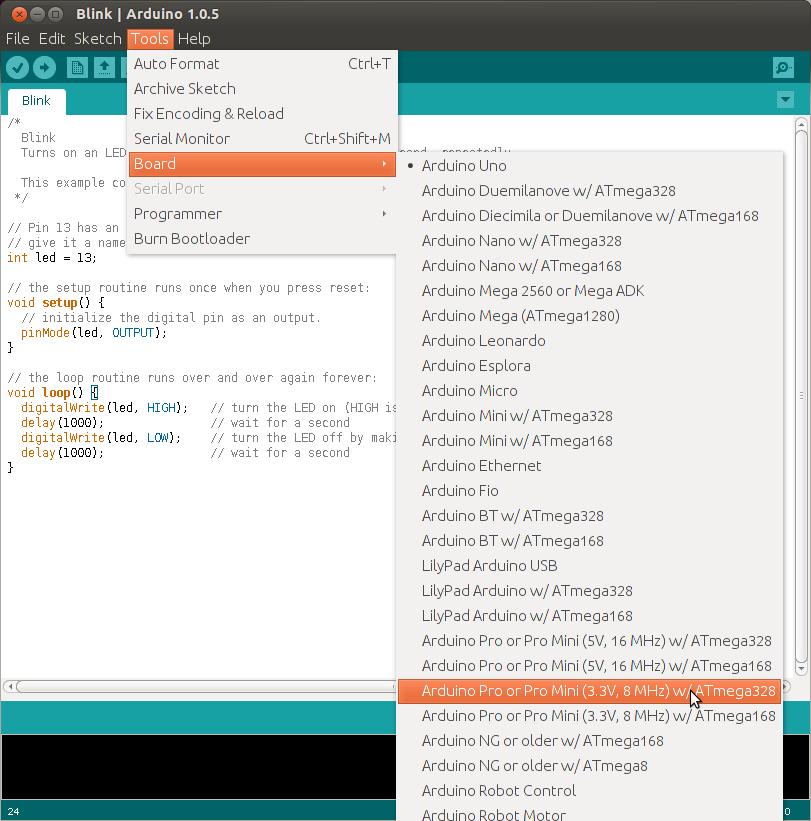 Blink | Arduino 1.0.5
File Edit Sketch Tools Help
Auto Format Ctrl+T
Archive Sketch
Fix Encoding & Reload
Serial Monitor Ctrl+Shift+M
Board
Serial Port
Programmer
Burn Bootloader
Arduino Uno
Arduino Duemilanove w/ ATmega328
Arduino Diecimila or Duemilanove w/ ATmega168
Arduino Nano w/ ATmega328
Arduino Nano w/ ATmega168
Arduino Mega 2560 or Mega ADK
Arduino Mega (ATmega1280)
Arduino Leonardo
Arduino Esplora
Arduino Micro
Arduino Mini w/ ATmega328
Arduino Mini w/ ATmega168
Arduino Ethernet
Arduino Fio
Arduino BT w/ ATmega328
Arduino BT w/ ATmega168
LilyPad Arduino USB
LilyPad Arduino w/ ATmega328
LilyPad Arduino w/ ATmega168
Arduino Pro or Pro Mini (5V, 16 MHz) w/ ATmega328
Arduino Pro or Pro Mini (5V, 16 MHz) w/ ATmega168
Arduino Pro or Pro Mini (3.3V, 8 MHz) w/ ATmega328
Arduino Pro or Pro Mini (3.3V, 8 MHz) w/ ATmega168
Arduino NG or older w/ ATmega168
Arduino NG or older w/ ATmega8
Arduino Robot Control
Arduino Robot Motor
Blink
/*
Blink
Turns on an LED
This example co
*/
// Pin 13 has an
// give it a name
int led = 13;
// the setup routine runs once when you press reset:
void setup() {
// initialize the digital pin as an output.
pinMode(led, OUTPUT);
}
// the loop routine runs over and over again forever:
void loop() {
digitalWrite(led, HIGH); // turn the LED on (HIGH is
delay(1000); // wait for a second
digitalWrite(led, LOW); // turn the LED off by maki
delay(1000); // wait for a second
}
24